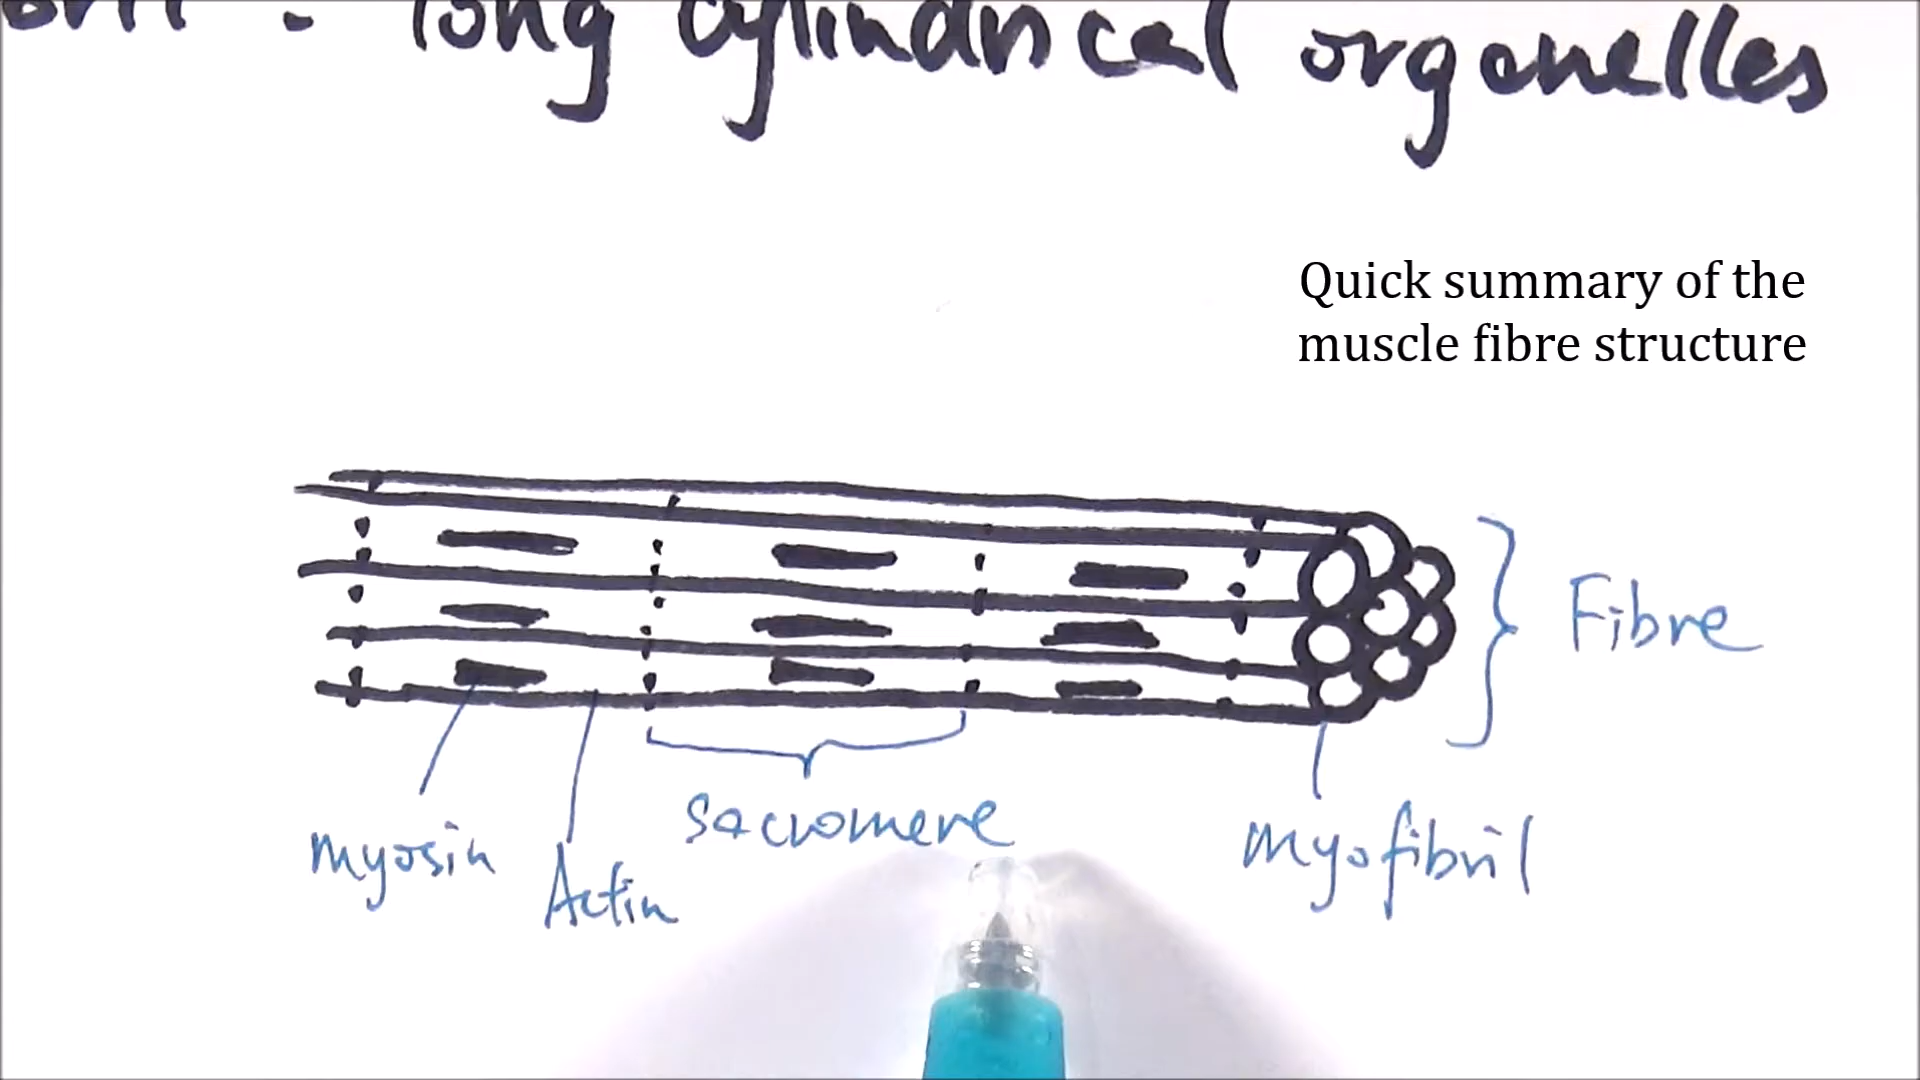 : long cylindrical organelles
Quick summary of the
muscle fibre structure
Fibre
sacromere
myosin
Actin
myofibril